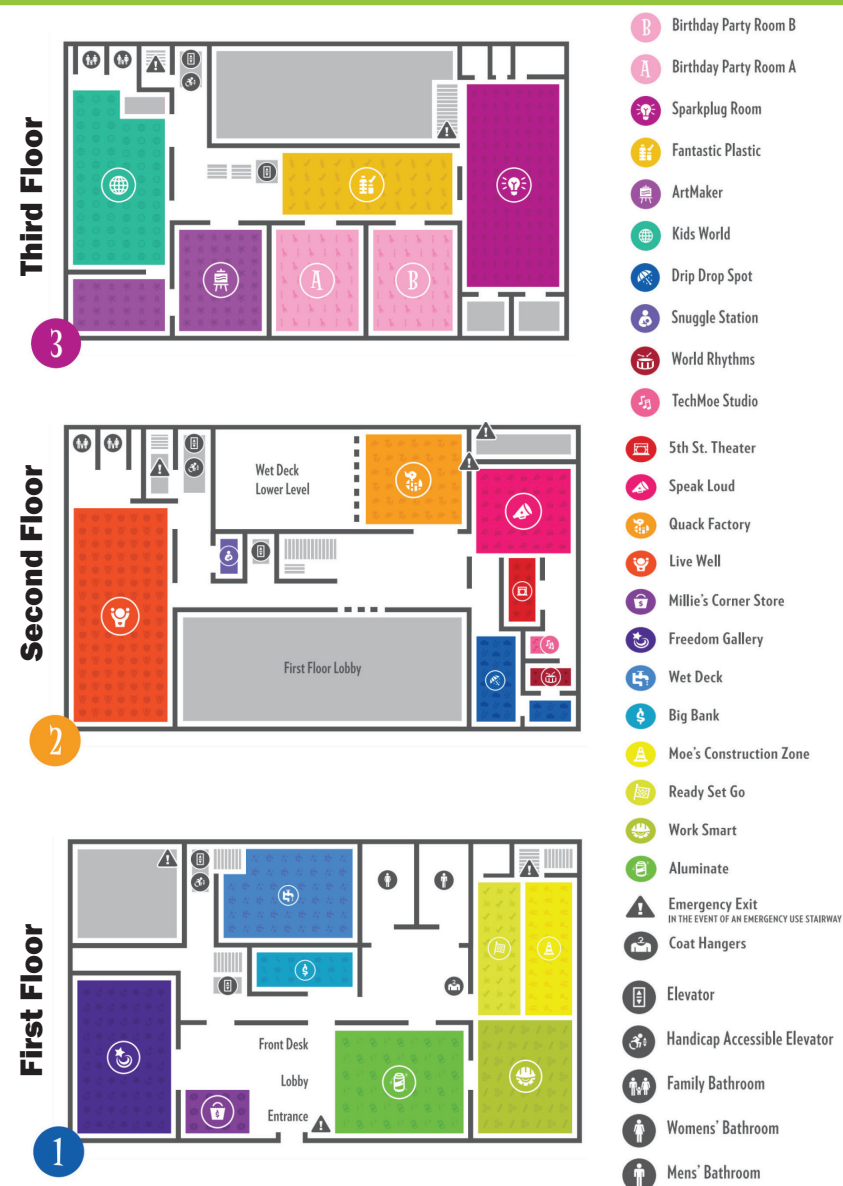 Third Floor
A
B
3
Second Floor
Wet Deck
Lower Level
First Floor Lobby
2
First Floor
$
Front Desk
Lobby
Entrance
$
1
B Birthday Party Room B
A Birthday Party Room A
Sparkplug Room
Fantastic Plastic
ArtMaker
Kids World
Drip Drop Spot
Snuggle Station
World Rhythms
TechMoe Studio
5th St. Theater
Speak Loud
Quack Factory
Live Well
$ Millie's Corner Store
Freedom Gallery
Wet Deck
$ Big Bank
Moe's Construction Zone
Ready Set Go
Work Smart
Aluminate
Emergency Exit
IN THE EVENT OF AN EMERGENCY USE STAIRWAY
Coat Hangers
Elevator
Handicap Accessible Elevator
Family Bathroom
Womens' Bathroom
Mens' Bathroom